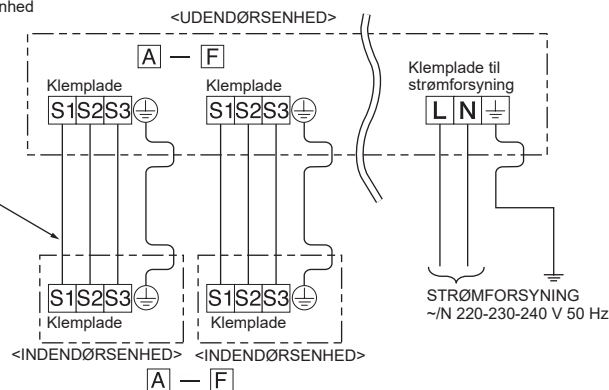 nhed
<UDENDØRSENHED>
A — F
Klemplade
S1 S2 S3
Klemplade
S1 S2 S3
Klemplade til
strømforsyning
L N
S1 S2 S3
Klemplade
S1 S2 S3
Klemplade
<INDENDØRSENHED>
<INDENDØRSENHED>
A — F
STRØMFORSYNING
~/N 220-230-240 V 50 Hz